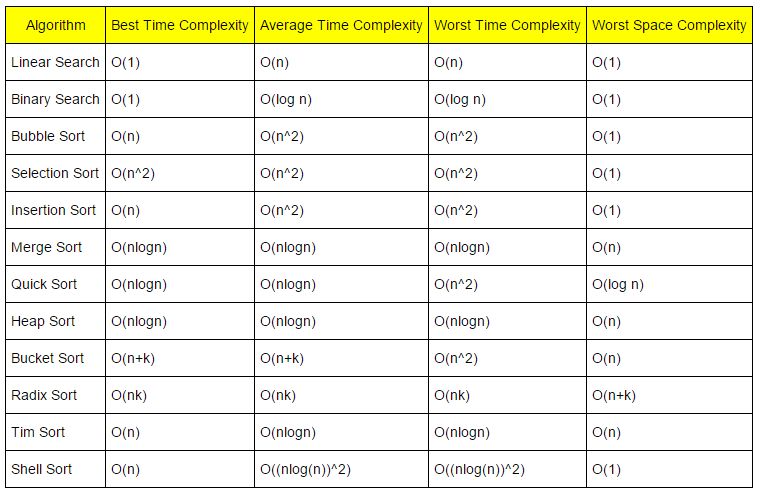 Algorithm Best Time Complexity Average Time Complexity Worst Time Complexity Worst Space Complexity
Linear Search O(1) O(n) O(n) O(1)
Binary Search O(1) O(log n) O(log n) O(1)
Bubble Sort O(n) O(n^2) O(n^2) O(1)
Selection Sort O(n^2) O(n^2) O(n^2) O(1)
Insertion Sort O(n) O(n^2) O(n^2) O(1)
Merge Sort O(nlogn) O(nlogn) O(nlogn) O(n)
Quick Sort O(nlogn) O(nlogn) O(n^2) O(log n)
Heap Sort O(nlogn) O(nlogn) O(nlogn) O(n)
Bucket Sort O(n+k) O(n+k) O(n^2) O(n)
Radix Sort O(nk) O(nk) O(nk) O(n+k)
Tim Sort O(n) O(nlogn) O(nlogn) O(n)
Shell Sort O(n) O((nlog(n))^2) O((nlog(n))^2) O(1)